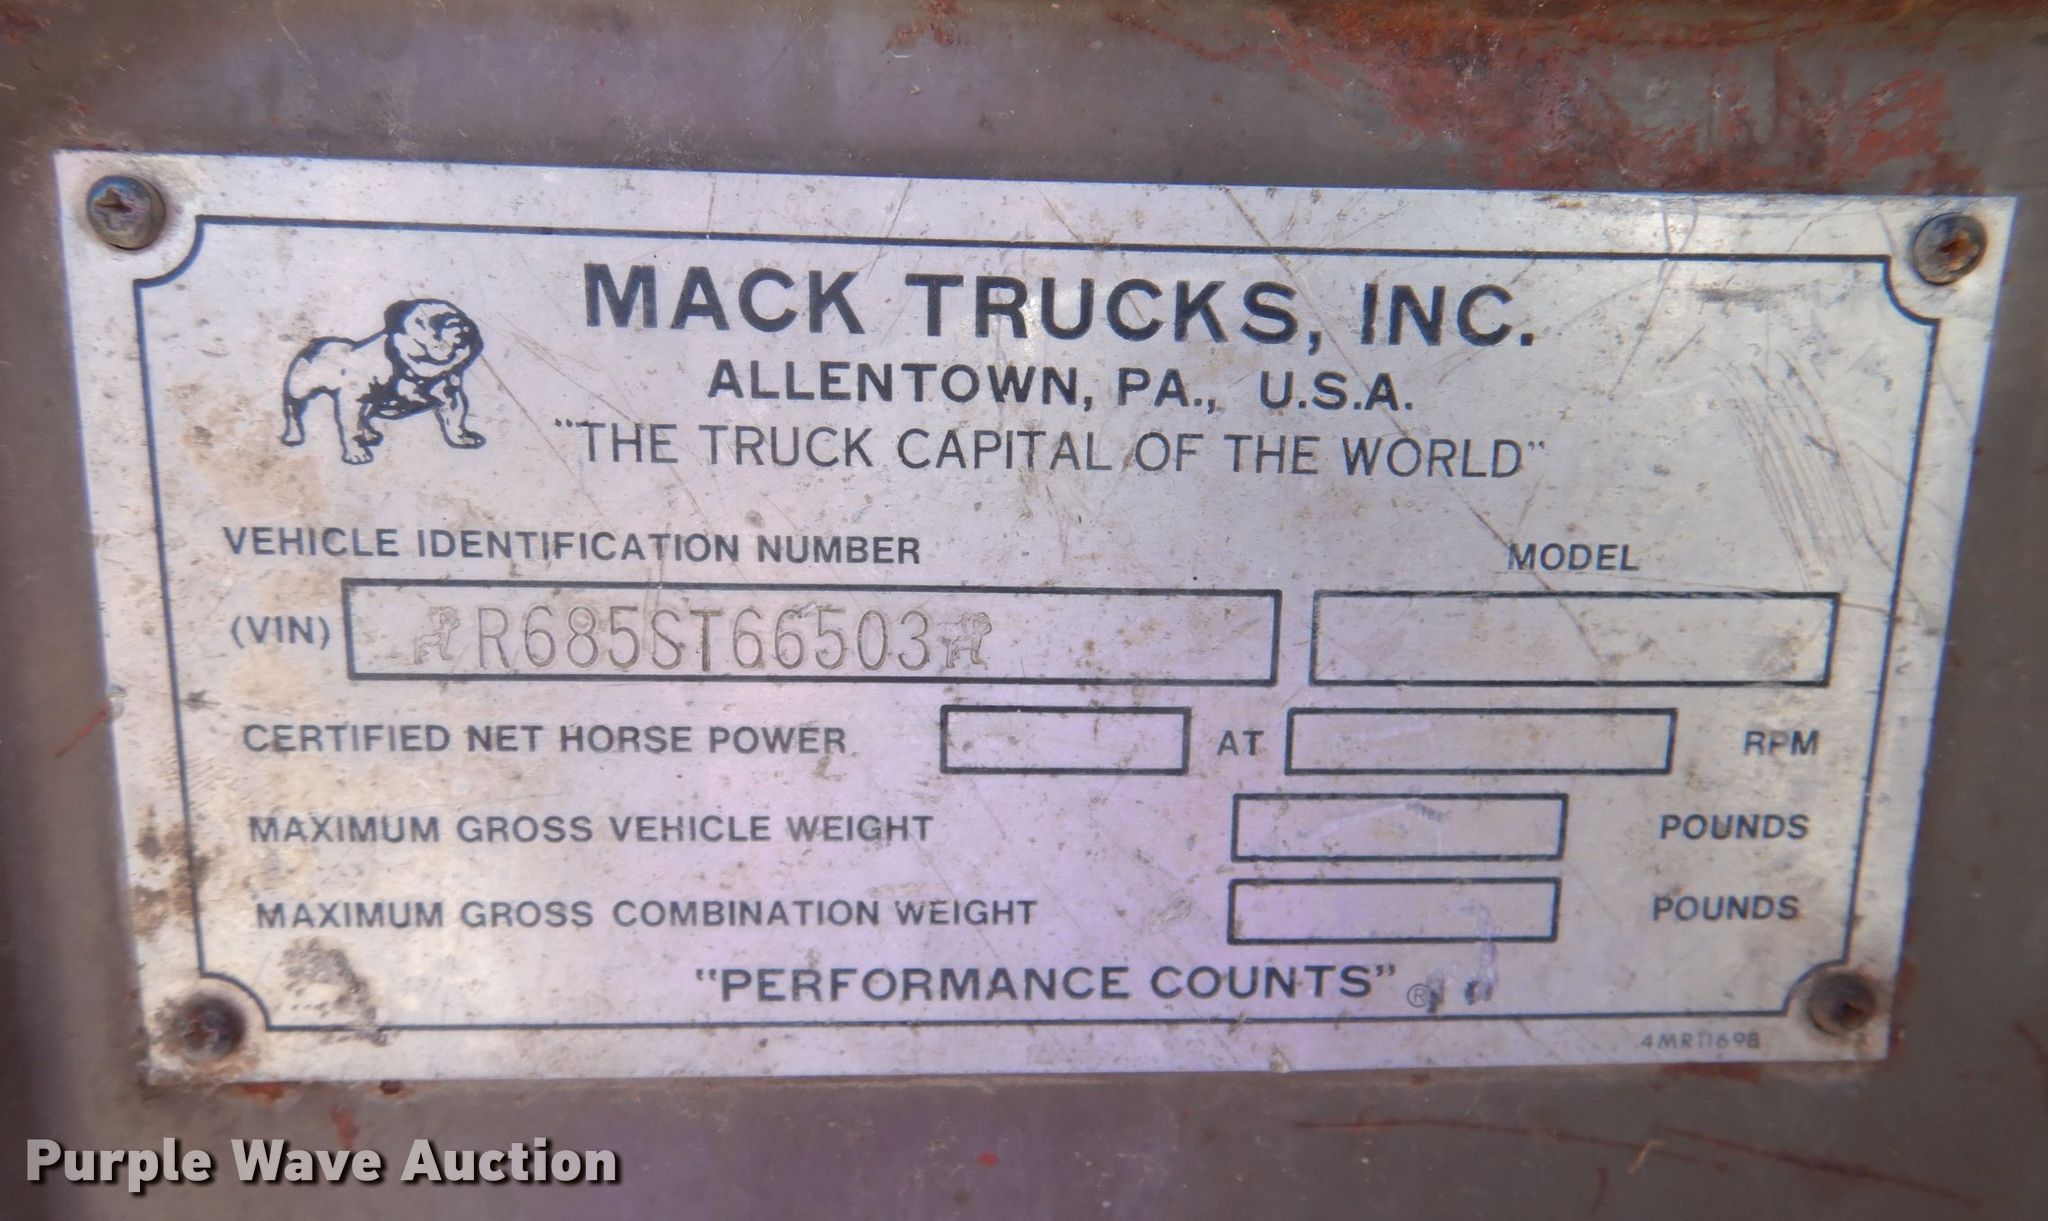 MACK TRUCKS, INC.
ALLENTOWN, PA., U.S.A.
"THE TRUCK CAPITAL OF THE WORLD"
VEHICLE IDENTIFICATION NUMBER MODEL
(VIN) R685ST66503
CERTIFIED NET HORSE POWER AT RPM
MAXIMUM GROSS VEHICLE WEIGHT POUNDS
MAXIMUM GROSS COMBINATION WEIGHT POUNDS
"PERFORMANCE COUNTS" ®
4MR1169B
Purple Wave Auction